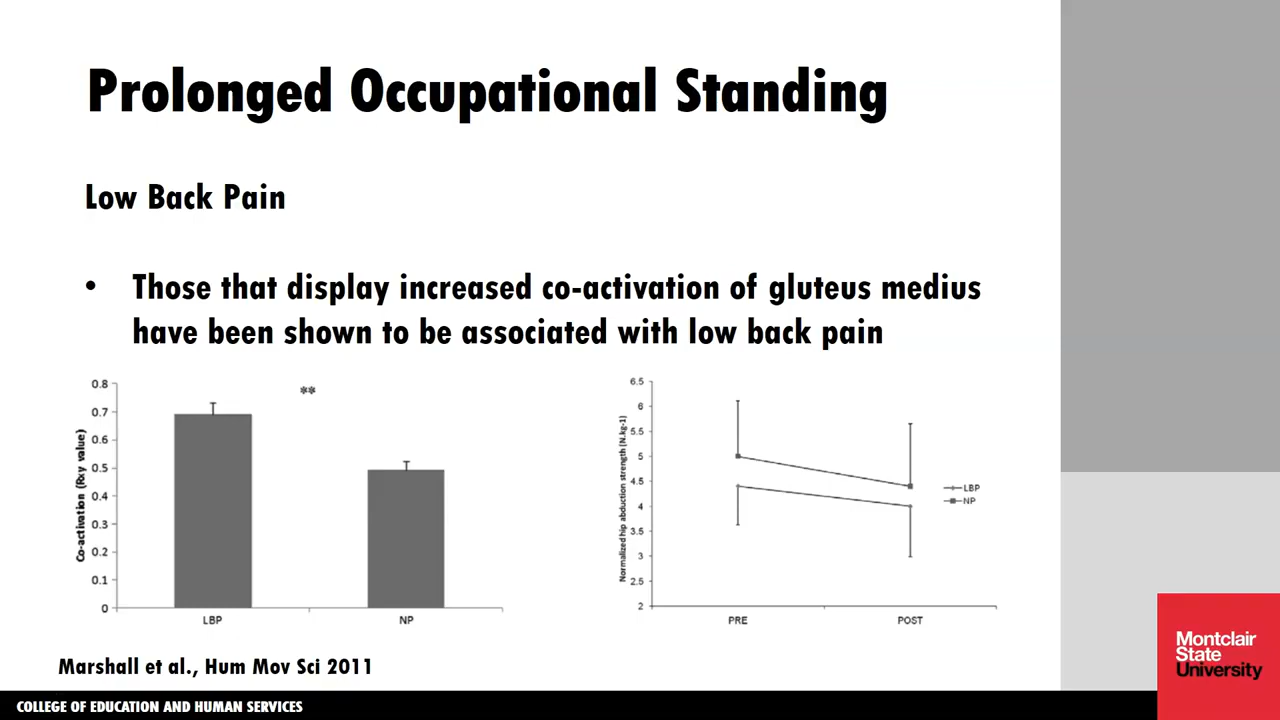 Prolonged Occupational Standing
Low Back Pain
• Those that display increased co-activation of gluteus medius
have been shown to be associated with low back pain
0.8
0.7
0.6
0.5
0.4
0.3
0.2
0.1
0
Co-activation (Rxy value)
**
LBP
NP
6.5
6
5.5
5
4.5
4
3.5
3
2.5
2
Normalized hip abduction strength (N.kg-1)
PRE
POST
LBP
NP
Marshall et al., Hum Mov Sci 2011
Montclair
State
University
COLLEGE OF EDUCATION AND HUMAN SERVICES